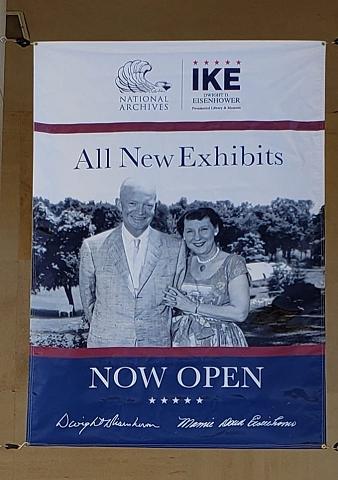 NATIONAL
ARCHIVES
IKE
DWIGHT D.
EISENHOWER
Presidential Library & Museum
All New Exhibits
NOW OPEN
Dwight Eisenhower
Mamie Doud Eisenhower